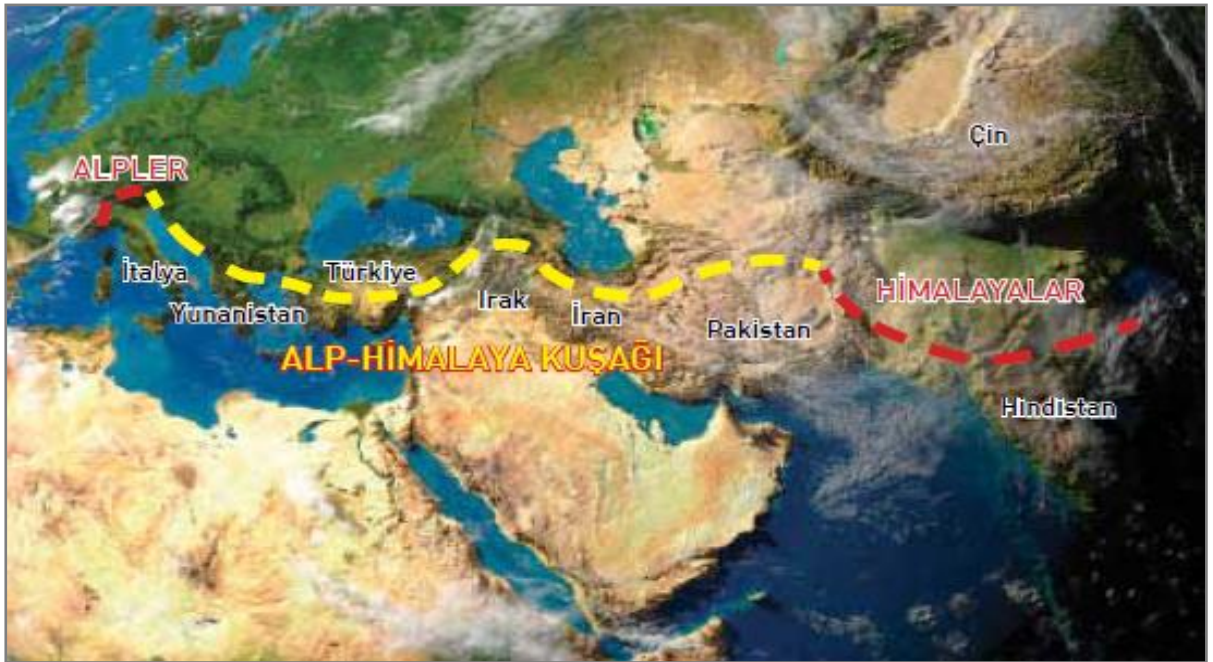 Çin
ALPLER
İtalya
Türkiye
Yunanistan
Irak
İran
HİMALAYALAR
Pakistan
ALP-HİMALAYA KUŞAĞI
Hindistan